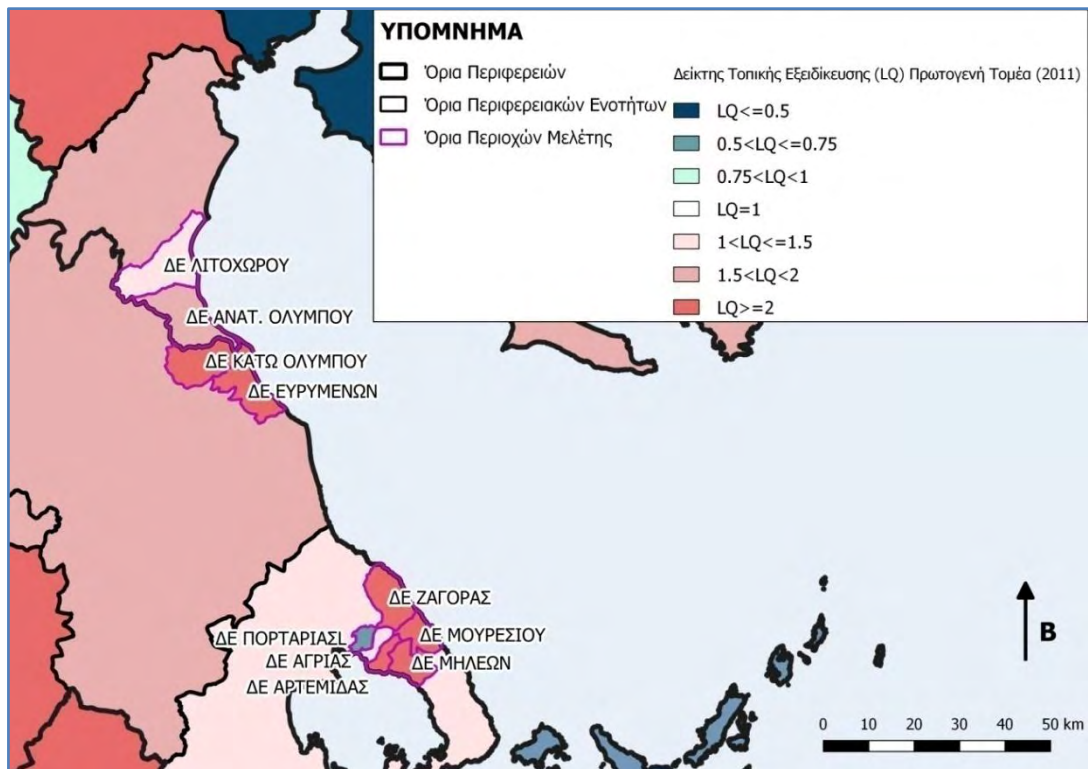 ΥΠΟΜΝΗΜΑ
Όρια Περιφερειών
Όρια Περιφερειακών Ενοτήτων
Όρια Περιοχών Μελέτης
Δείκτης Τοπικής Εξειδίκευσης (LQ) Πρωτογενή Τομέα (2011)
LQ<=0.5
0.5<LQ<=0.75
0.75<LQ<1
LQ=1
1<LQ<=1.5
1.5<LQ<2
LQ>=2
ΔΕ ΛΙΤΟΧΩΡΟΥ
ΔΕ ΑΝΑΤ. ΟΛΥΜΠΟΥ
ΔΕ ΚΑΤΩ ΟΛΥΜΠΟΥ
ΔΕ ΕΥΡΥΜΕΝΩΝ
ΔΕ ΖΑΓΟΡΑΣ
ΔΕ ΠΟΡΤΑΡΙΑΣ
ΔΕ ΜΟΥΡΕΣΙΟΥ
ΔΕ ΑΓΡΙΑΣ
ΔΕ ΜΗΛΕΩΝ
ΔΕ ΑΡΤΕΜΙΔΑΣ
Β
0 10 20 30 40 50 km